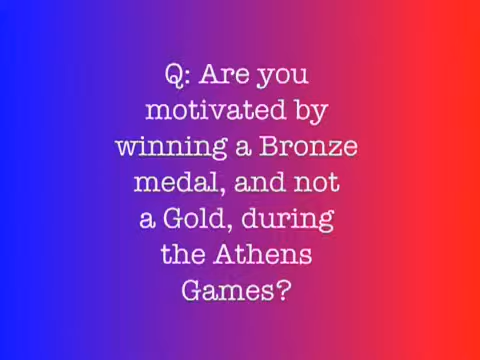 Q: Are you
motivated by
winning a Bronze
medal, and not
a Gold, during
the Athens
Games?